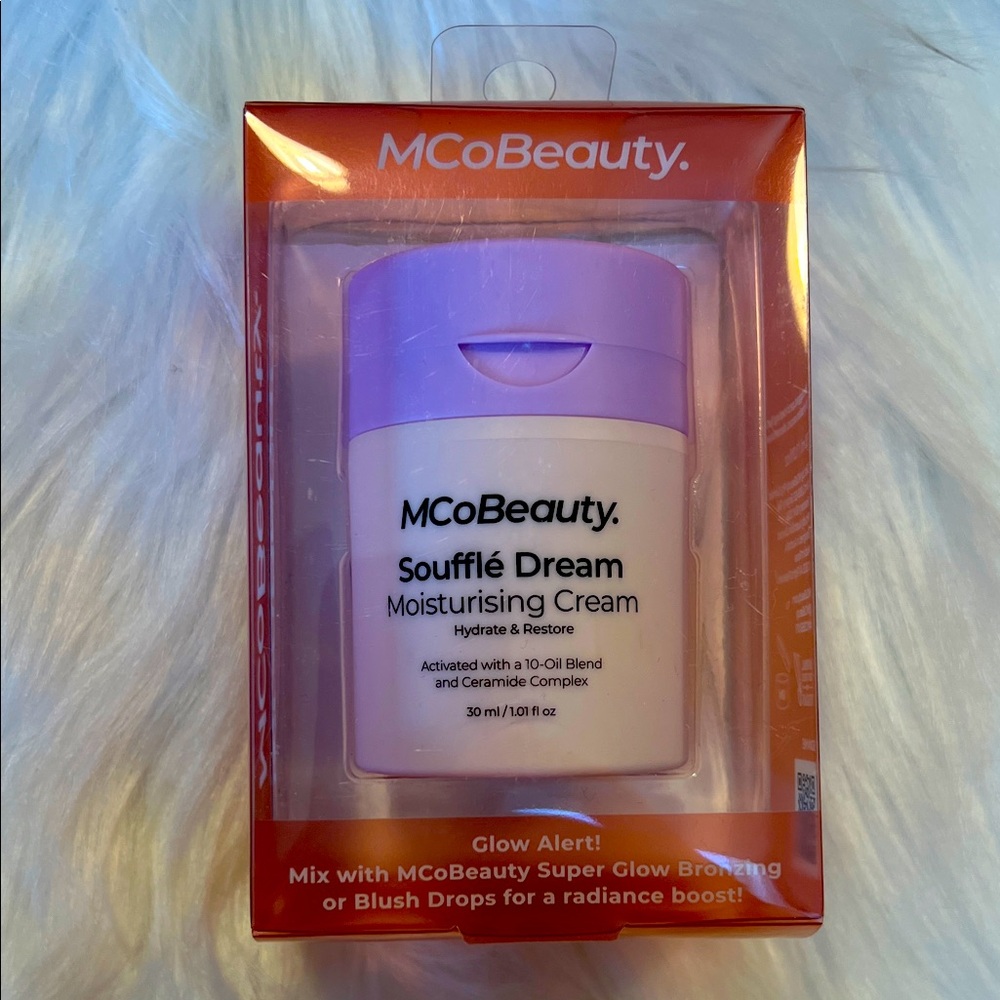 MCoBeauty.
MCoBeauty.
MCoBeauty.
Soufflé Dream
Moisturising Cream
Hydrate & Restore
Activated with a 10-Oil Blend
and Ceramide Complex
30 ml / 1.01 fl oz
Glow Alert!
Mix with MCoBeauty Super Glow Bronzing
or Blush Drops for a radiance boost!